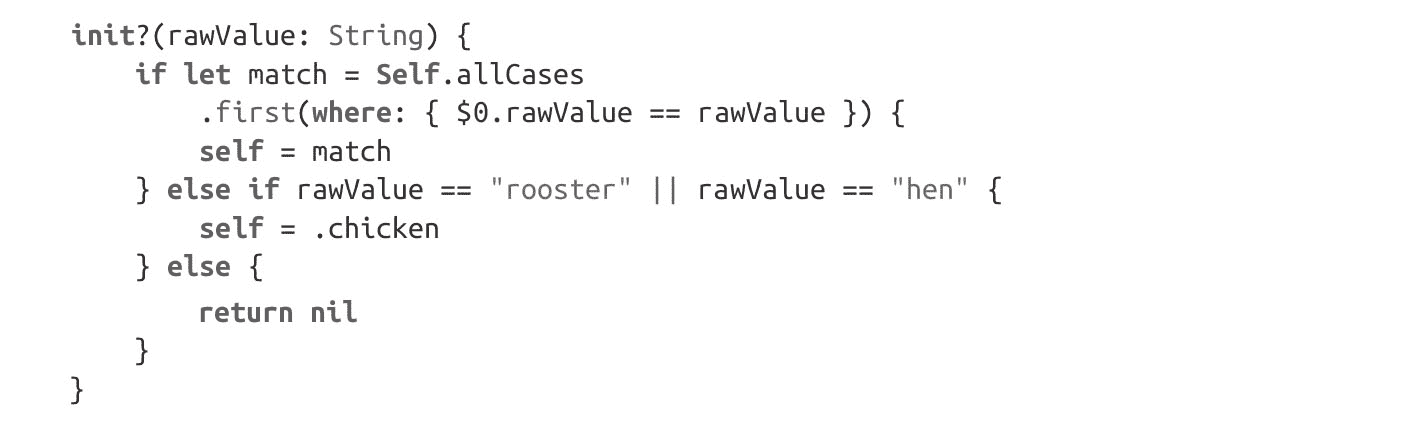 init?(rawValue: String) {
    if let match = Self.allCases
        .first(where: { $0.rawValue == rawValue }) {
        self = match
    } else if rawValue == "rooster" || rawValue == "hen" {
        self = .chicken
    } else {
        return nil
    }
}